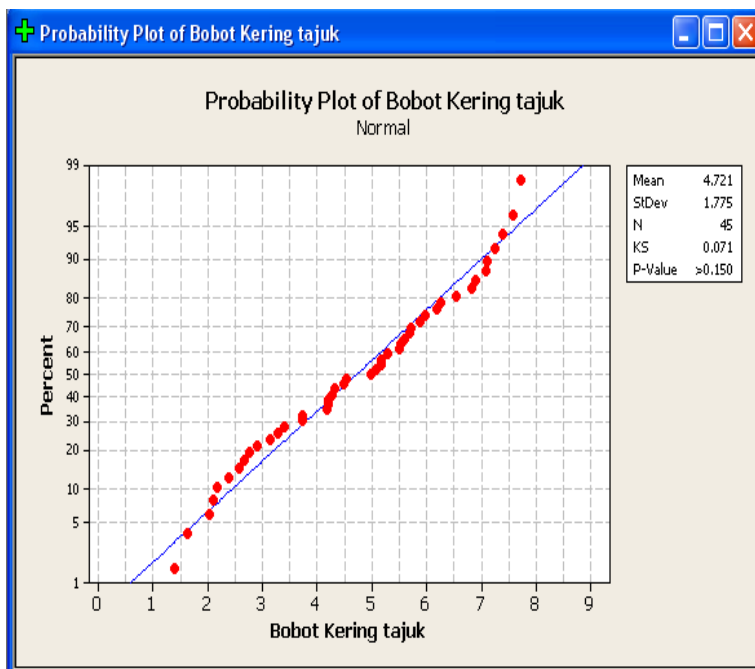 Probability Plot of Bobot Kering tajuk
Probability Plot of Bobot Kering tajuk
Normal
Mean 4.721
StDev 1.775
N 45
KS 0.071
P-Value >0.150
Percent
99
95
90
80
70
60
50
40
30
20
10
5
1
0 1 2 3 4 5 6 7 8 9
Bobot Kering tajuk